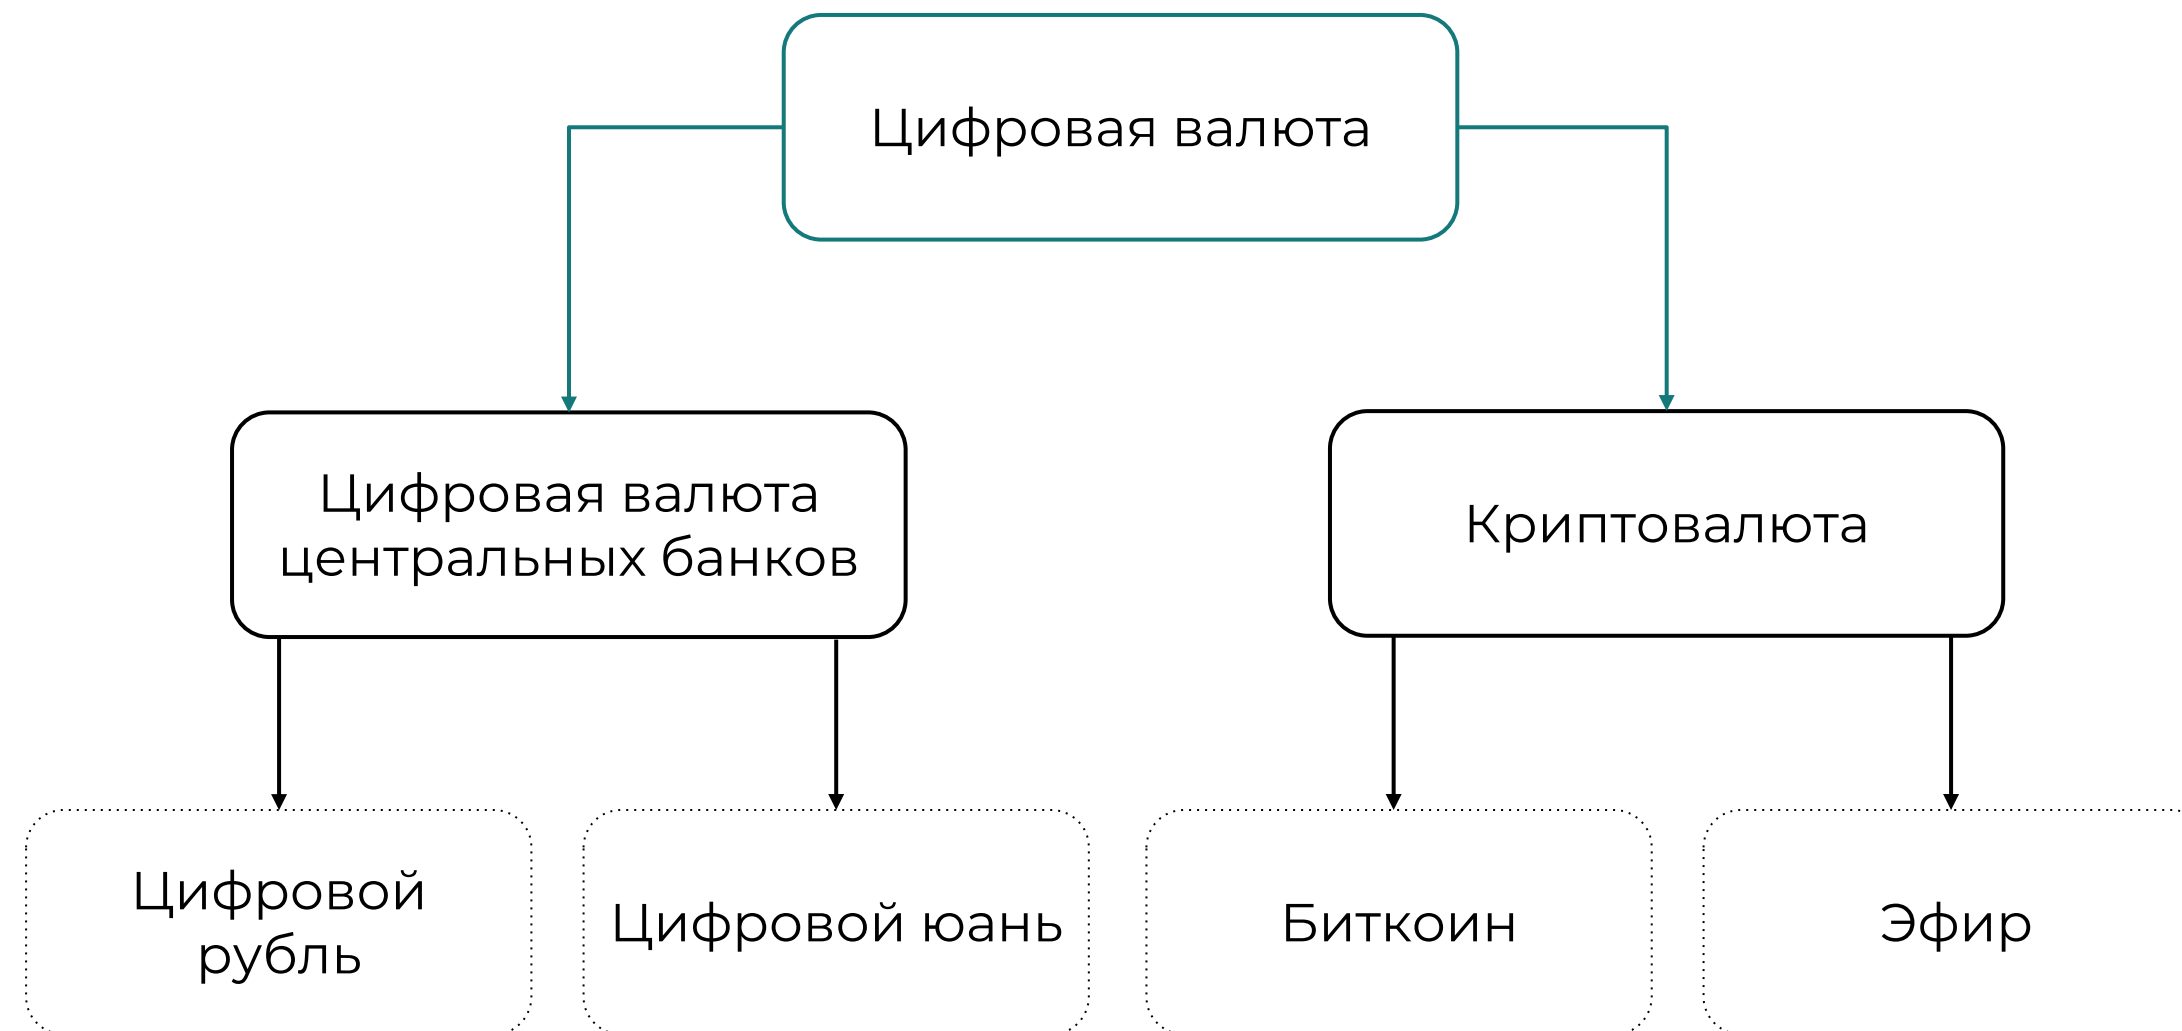 Цифровая валюта
Цифровая валюта
центральных банков
Криптовалюта
Цифровой
рубль
Цифровой юань
Биткоин
Эфир